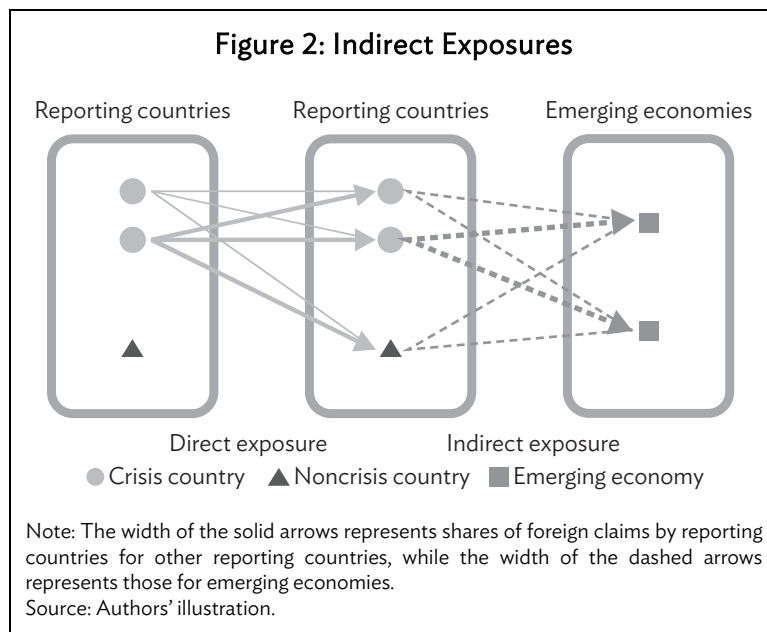 Figure 2: Indirect Exposures
Reporting countries Reporting countries Emerging economies
Direct exposure Indirect exposure
Crisis country Noncrisis country Emerging economy
Note: The width of the solid arrows represents shares of foreign claims by reporting
countries for other reporting countries, while the width of the dashed arrows
represents those for emerging economies.
Source: Authors’ illustration.